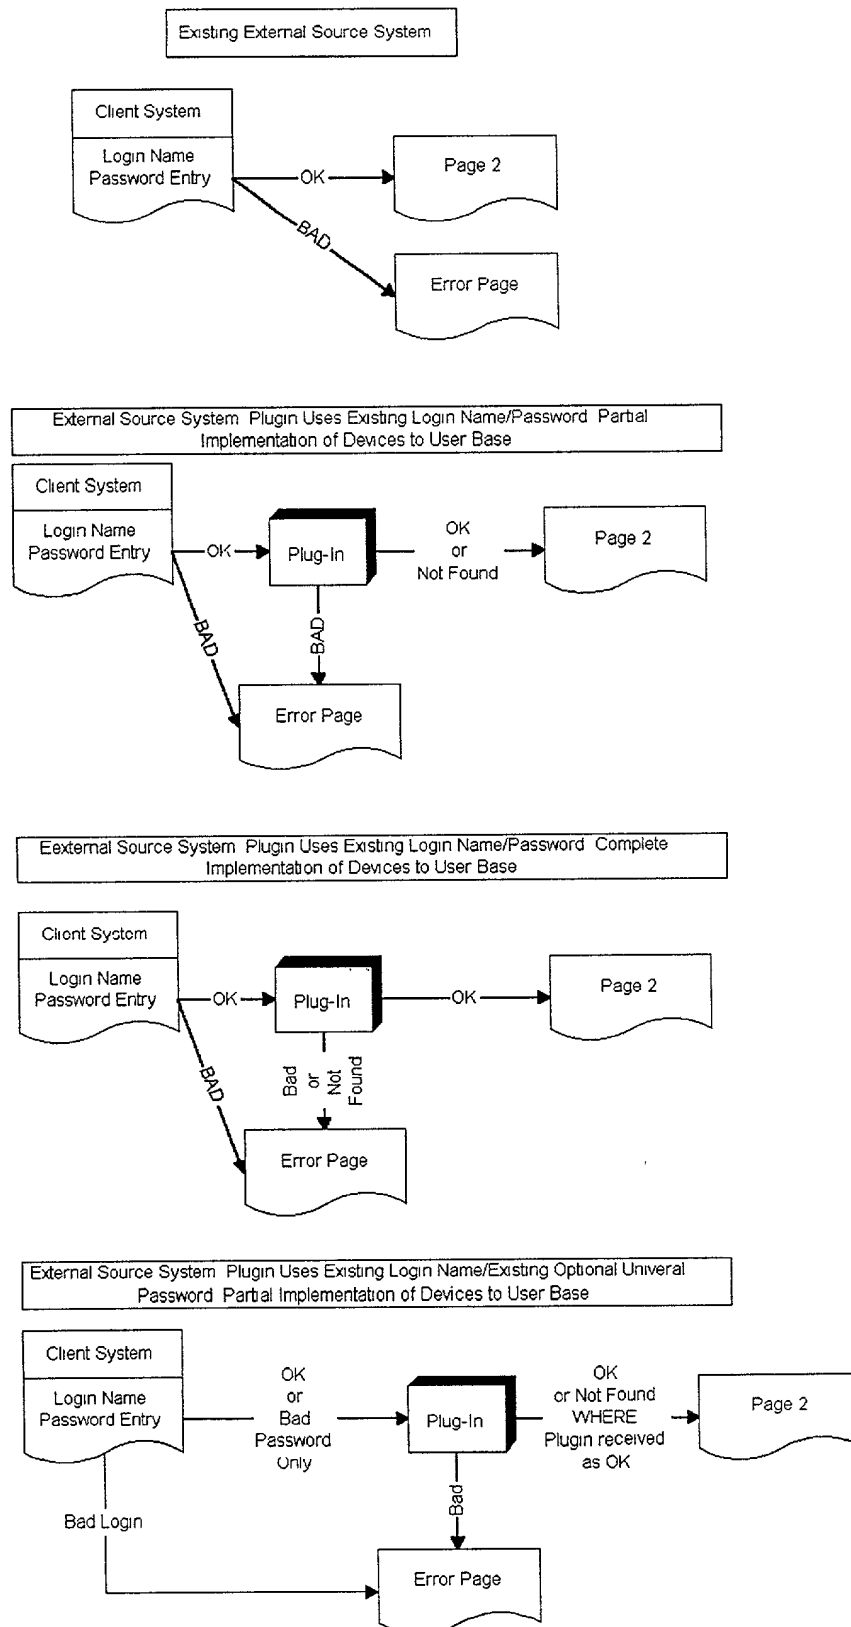 Existing External Source System
Client System
Login Name
Password Entry
OK
Page 2
BAD
Error Page
External Source System Plugin Uses Existing Login Name/Password Partial
Implementation of Devices to User Base
Client System
Login Name
Password Entry
OK
Plug-In
OK
or
Not Found
Page 2
BAD
BAD
Error Page
Eexternal Source System Plugin Uses Existing Login Name/Password Complete
Implementation of Devices to User Base
Client System
Login Name
Password Entry
OK
Plug-In
OK
Page 2
BAD
Bad
or
Not
Found
Error Page
External Source System Plugin Uses Existing Login Name/Existing Optional Univeral
Password Partial Implementation of Devices to User Base
Client System
Login Name
Password Entry
OK
or
Bad
Password
Only
Plug-In
OK
or Not Found
WHERE
Plugin received
as OK
Page 2
Bad Login
Bad
Error Page